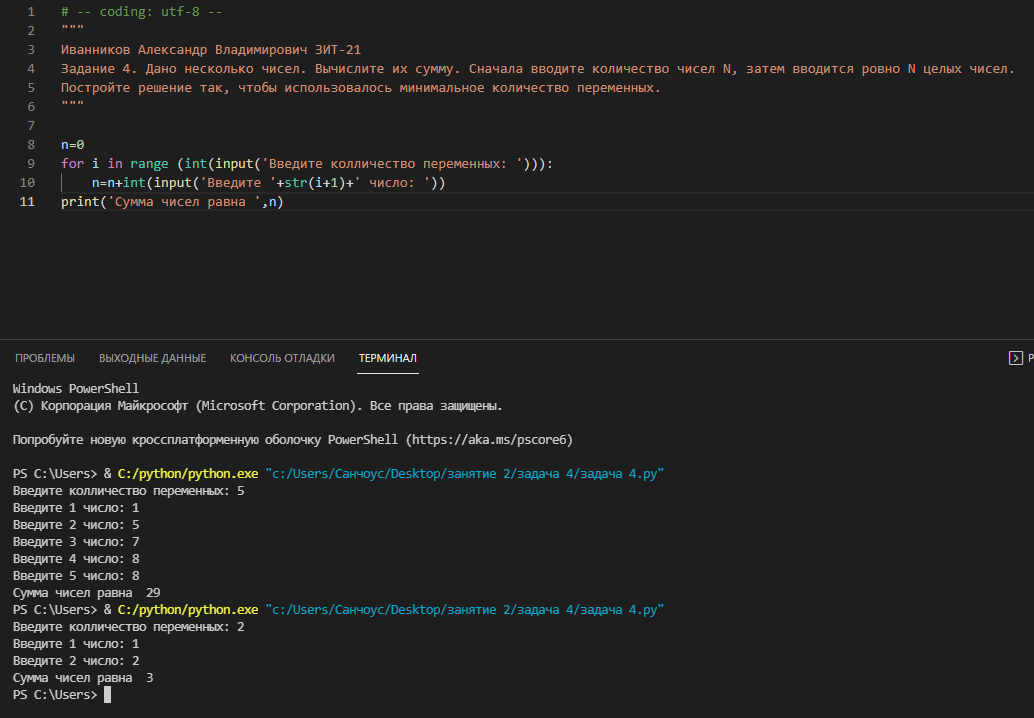 1 # -- coding: utf-8 --
2 """
3 Иванников Александр Владимирович ЗИТ-21
4 Задание 4. Дано несколько чисел. Вычислите их сумму. Сначала вводите количество чисел N, затем вводится ровно N целых чисел.
5 Постройте решение так, чтобы использовалось минимальное количество переменных.
6 """
7
8 n=0
9 for i in range (int(input('Введите колличество переменных: '))):
10 n=n+int(input('Введите '+str(i+1)+' число: '))
11 print('Сумма чисел равна ',n)
ПРОБЛЕМЫ ВЫХОДНЫЕ ДАННЫЕ КОНСОЛЬ ОТЛАДКИ ТЕРМИНАЛ
Windows PowerShell
(C) Корпорация Майкрософт (Microsoft Corporation). Все права защищены.
Попробуйте новую кроссплатформенную оболочку PowerShell (https://aka.ms/pscore6)
PS C:\Users> & C:/python/python.exe "c:/Users/Санчоус/Desktop/занятие 2/задача 4/задача 4.py"
Введите колличество переменных: 5
Введите 1 число: 1
Введите 2 число: 5
Введите 3 число: 7
Введите 4 число: 8
Введите 5 число: 8
Сумма чисел равна  29
PS C:\Users> & C:/python/python.exe "c:/Users/Санчоус/Desktop/занятие 2/задача 4/задача 4.py"
Введите колличество переменных: 2
Введите 1 число: 1
Введите 2 число: 2
Сумма чисел равна  3
PS C:\Users>